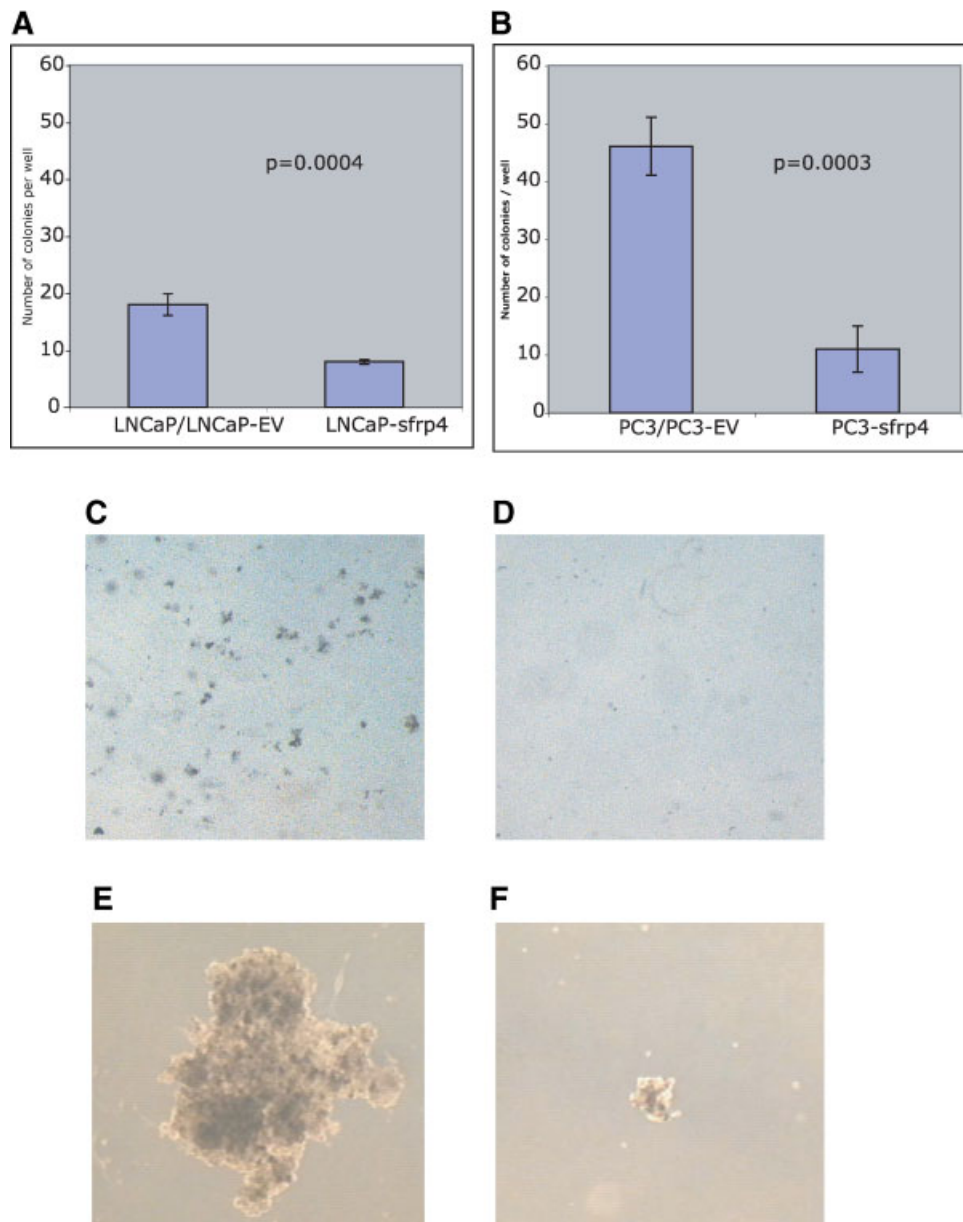 A
Number of colonies per well
60
50
40
30
20
10
0
p=0.0004
LNCaP/LNCaP-EV
LNCaP-sfrp4
B
Number of colonies / well
60
50
40
30
20
10
0
p=0.0003
PC3/PC3-EV
PC3-sfrp4
C
D
E
F